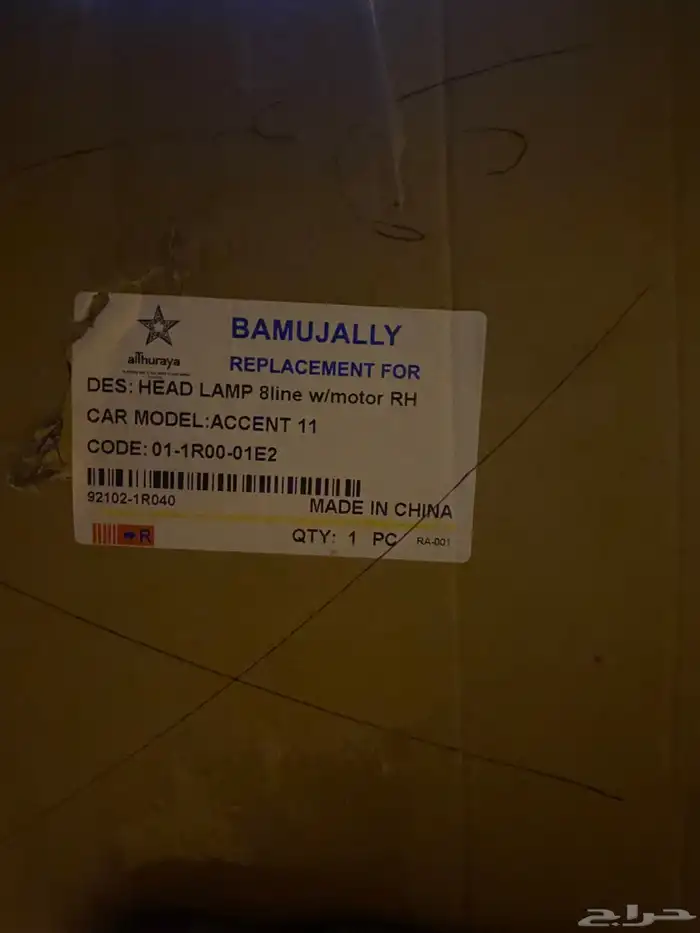 BAMUJALLY
althuraya
REPLACEMENT FOR
DES: HEAD LAMP 8line w/motor RH
CAR MODEL:ACCENT 11
CODE: 01-1R00-01E2
92102-1R040
MADE IN CHINA
R
QTY: 1 PC
RA-001
حراج